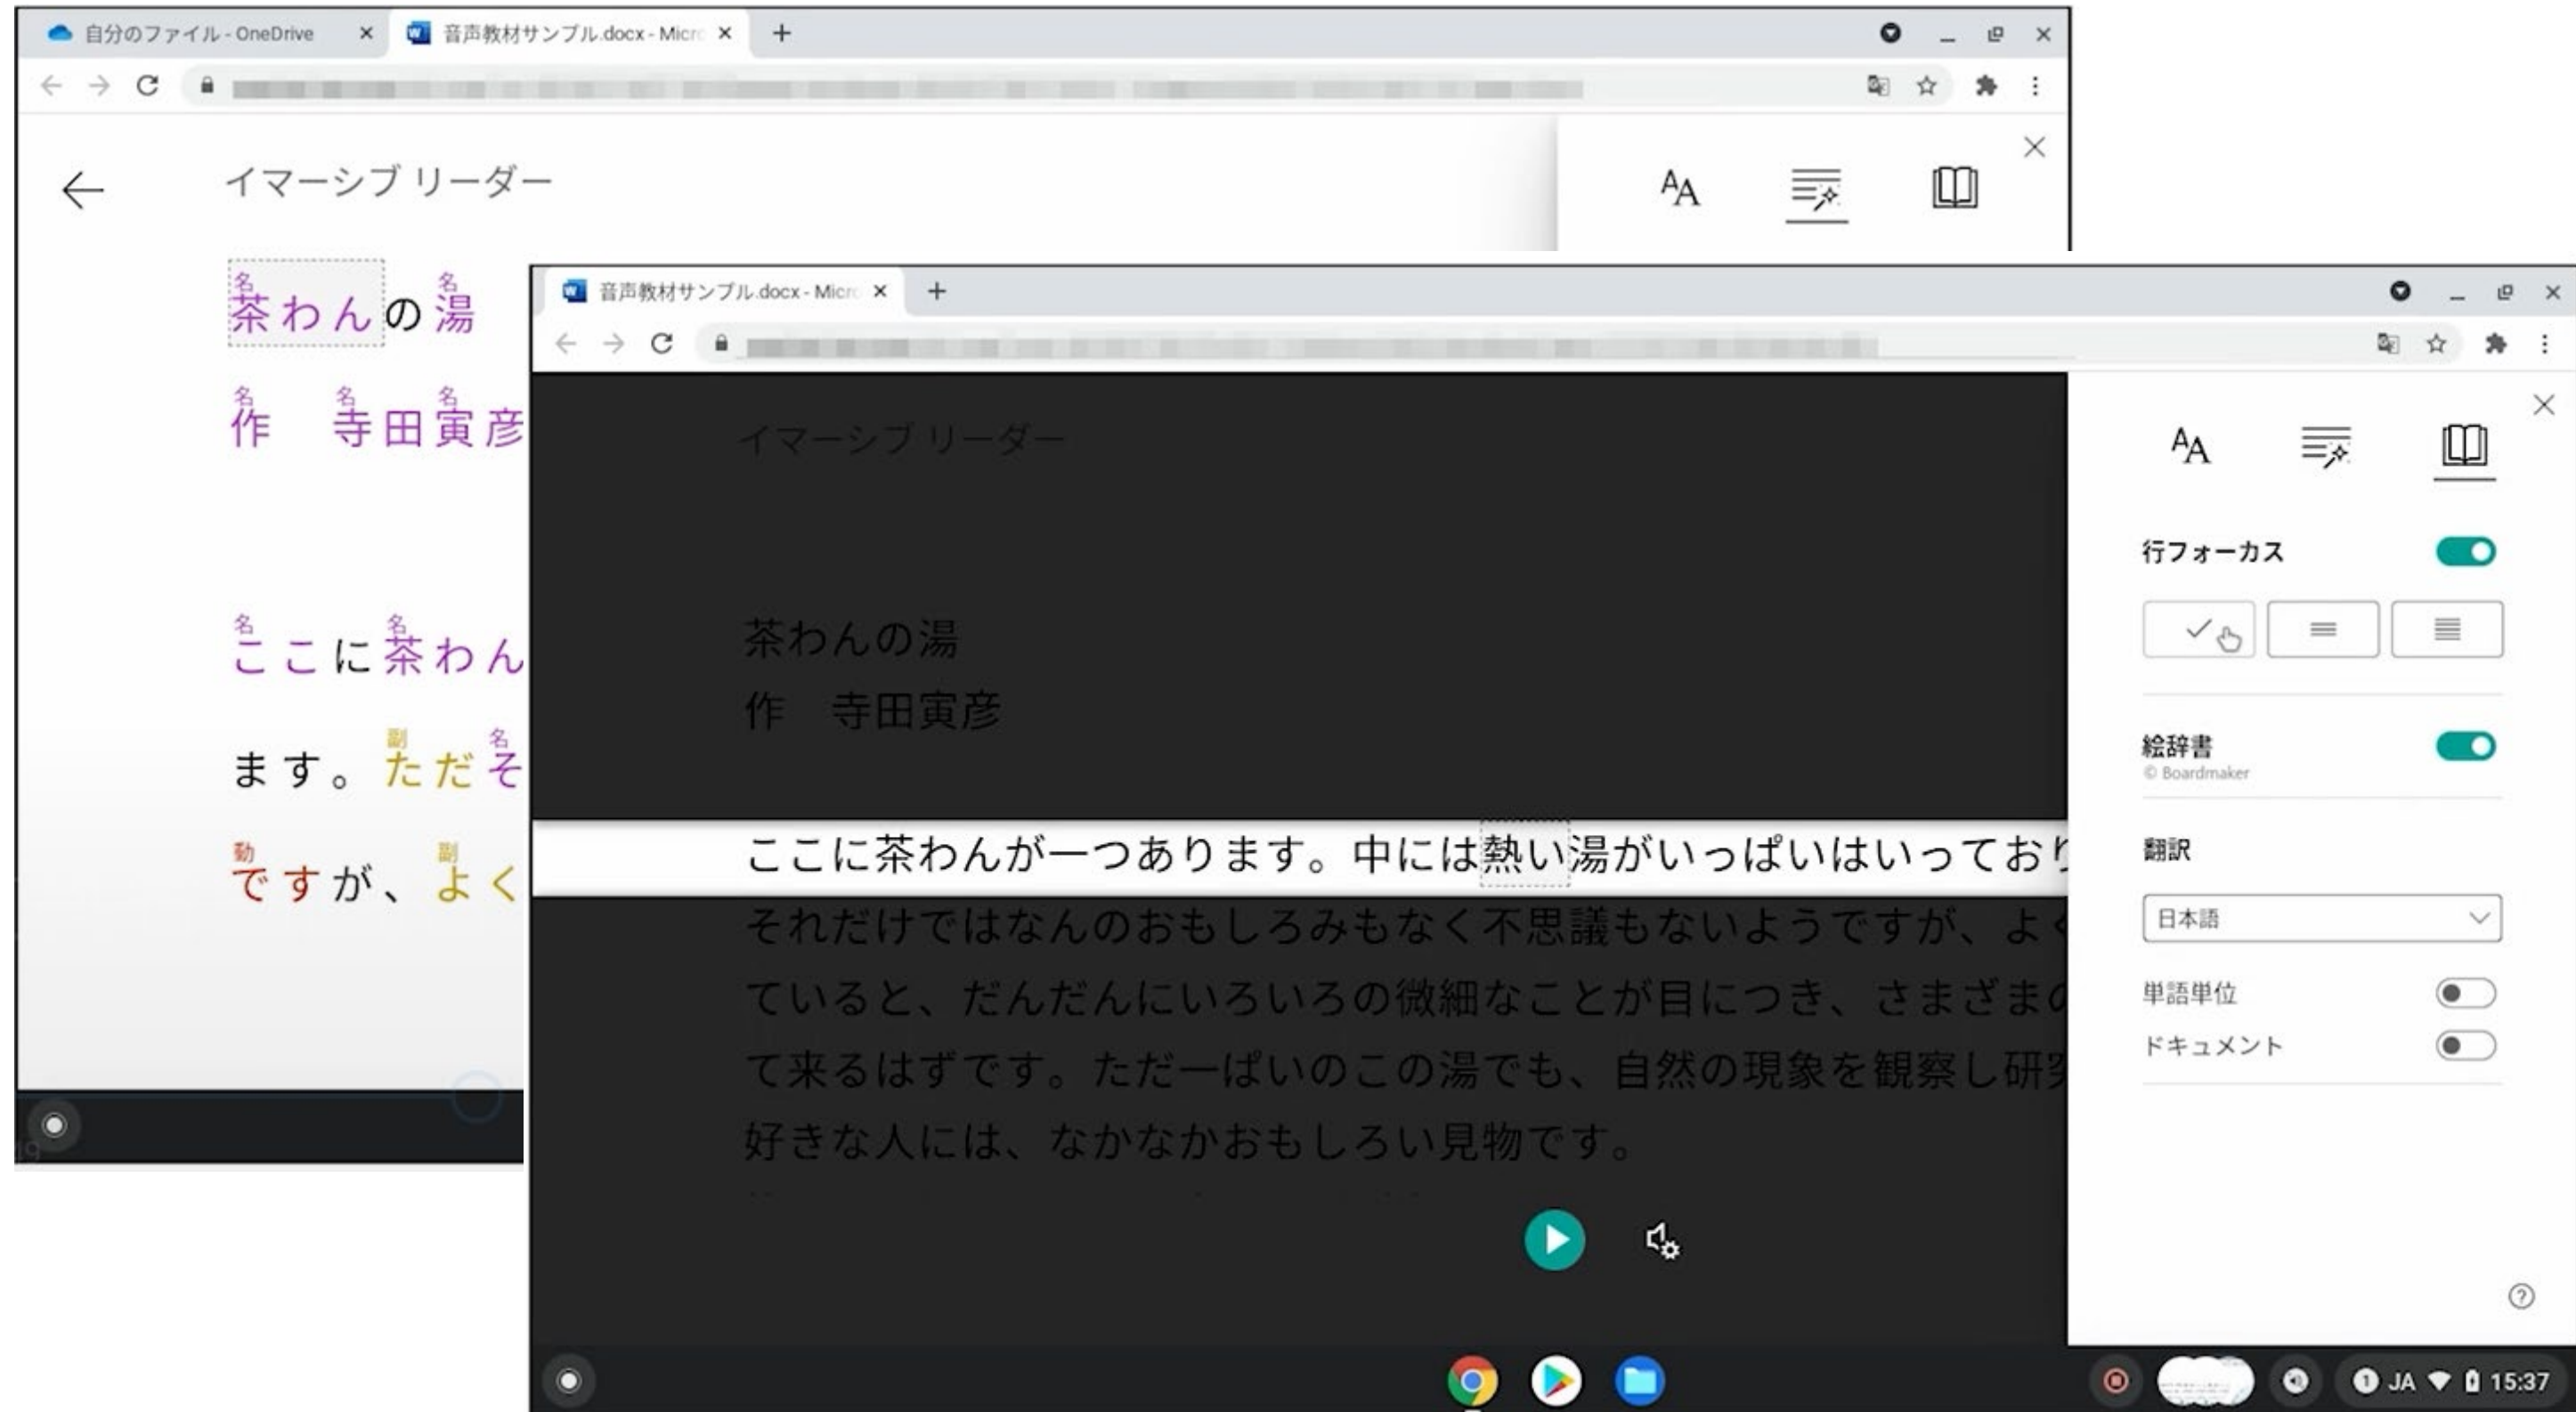 自分のファイル - OneDrive
音声教材サンプル.docx - Micro
イマーシブ リーダー
名 名
茶わんの湯
名 名 名
作 寺田寅彦
名 名
ここに茶わん
副 名
ます。ただそ
動 副
ですが、よく
音声教材サンプル.docx - Micro
イマーシブ リーダー
茶わんの湯
作 寺田寅彦
ここに茶わんが一つあります。中には熱い湯がいっぱいはいっており
それだけではなんのおもしろみもなく不思議もないようですが、よく
ていると、だんだんにいろいろの微細なことが目につき、さまざまの
て来るはずです。ただ一ぱいのこの湯でも、自然の現象を観察し研究
好きな人には、なかなかおもしろい見物です。
AA
行フォーカス
絵辞書
© Boardmaker
翻訳
日本語
単語単位
ドキュメント
1 JA 15:37